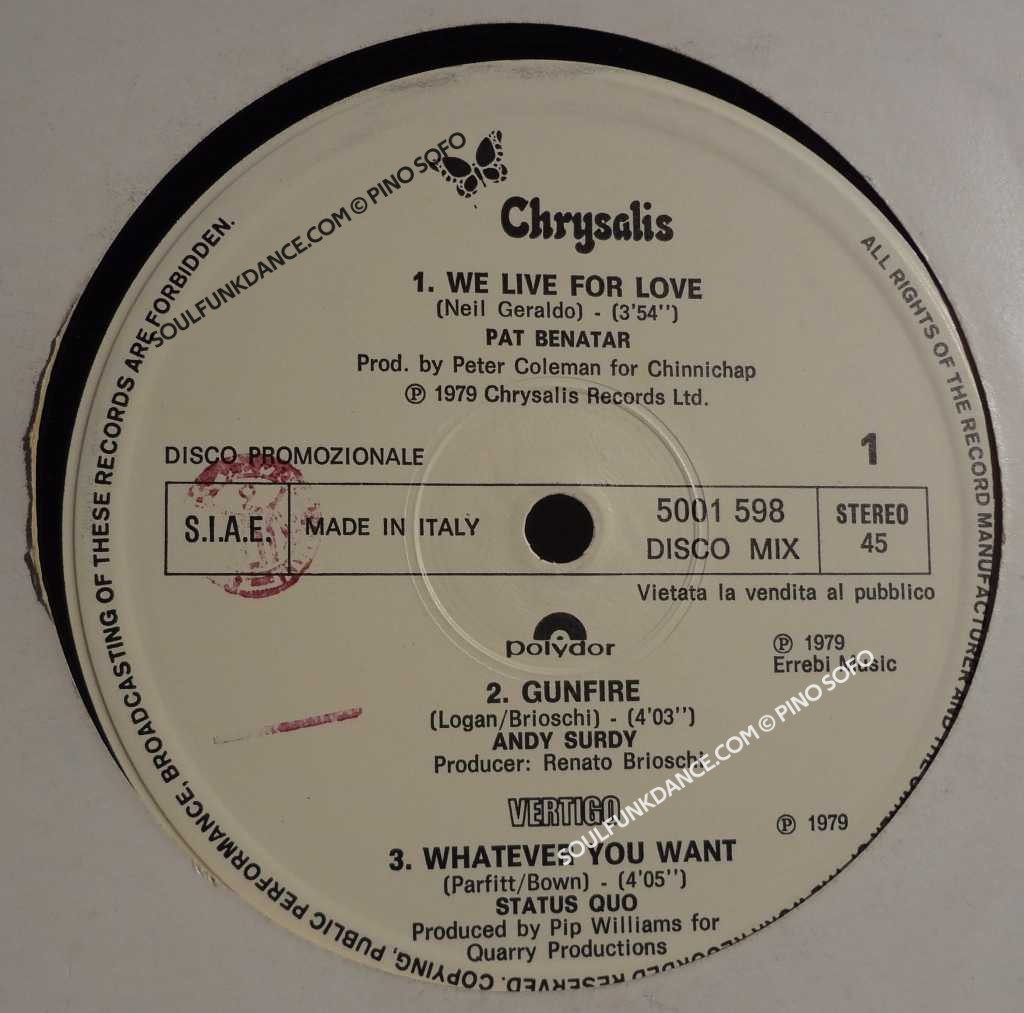 Chrysalis
1. WE LIVE FOR LOVE
(Neil Geraldo) - (3'54'')
PAT BENATAR
Prod. by Peter Coleman for Chinnichap
Ⓟ 1979 Chrysalis Records Ltd.
DISCO PROMOZIONALE
1
S.I.A.E.
MADE IN ITALY
5001 598
DISCO MIX
STEREO
45
Vietata la vendita al pubblico
polydor
Ⓟ 1979
Errebi Music
2. GUNFIRE
(Logan/Brioschi) - (4'03'')
ANDY SURDY
Producer: Renato Brioschi
VERTIGO
Ⓟ 1979
3. WHATEVER YOU WANT
(Parfitt/Bown) - (4'05'')
STATUS QUO
Produced by Pip Williams for
Quarry Productions
ALL RIGHTS OF THE RECORD MANUFACTURER AND THE
RECORDED RESERVED. COPYING, PUBLIC PERFORMANCE, BROADCASTING OF THESE RECORDS ARE FORBIDDEN.
SOULFUNKDANCE.COM © PINO SOFO
SOULFUNKDANCE.COM © PINO SOFO